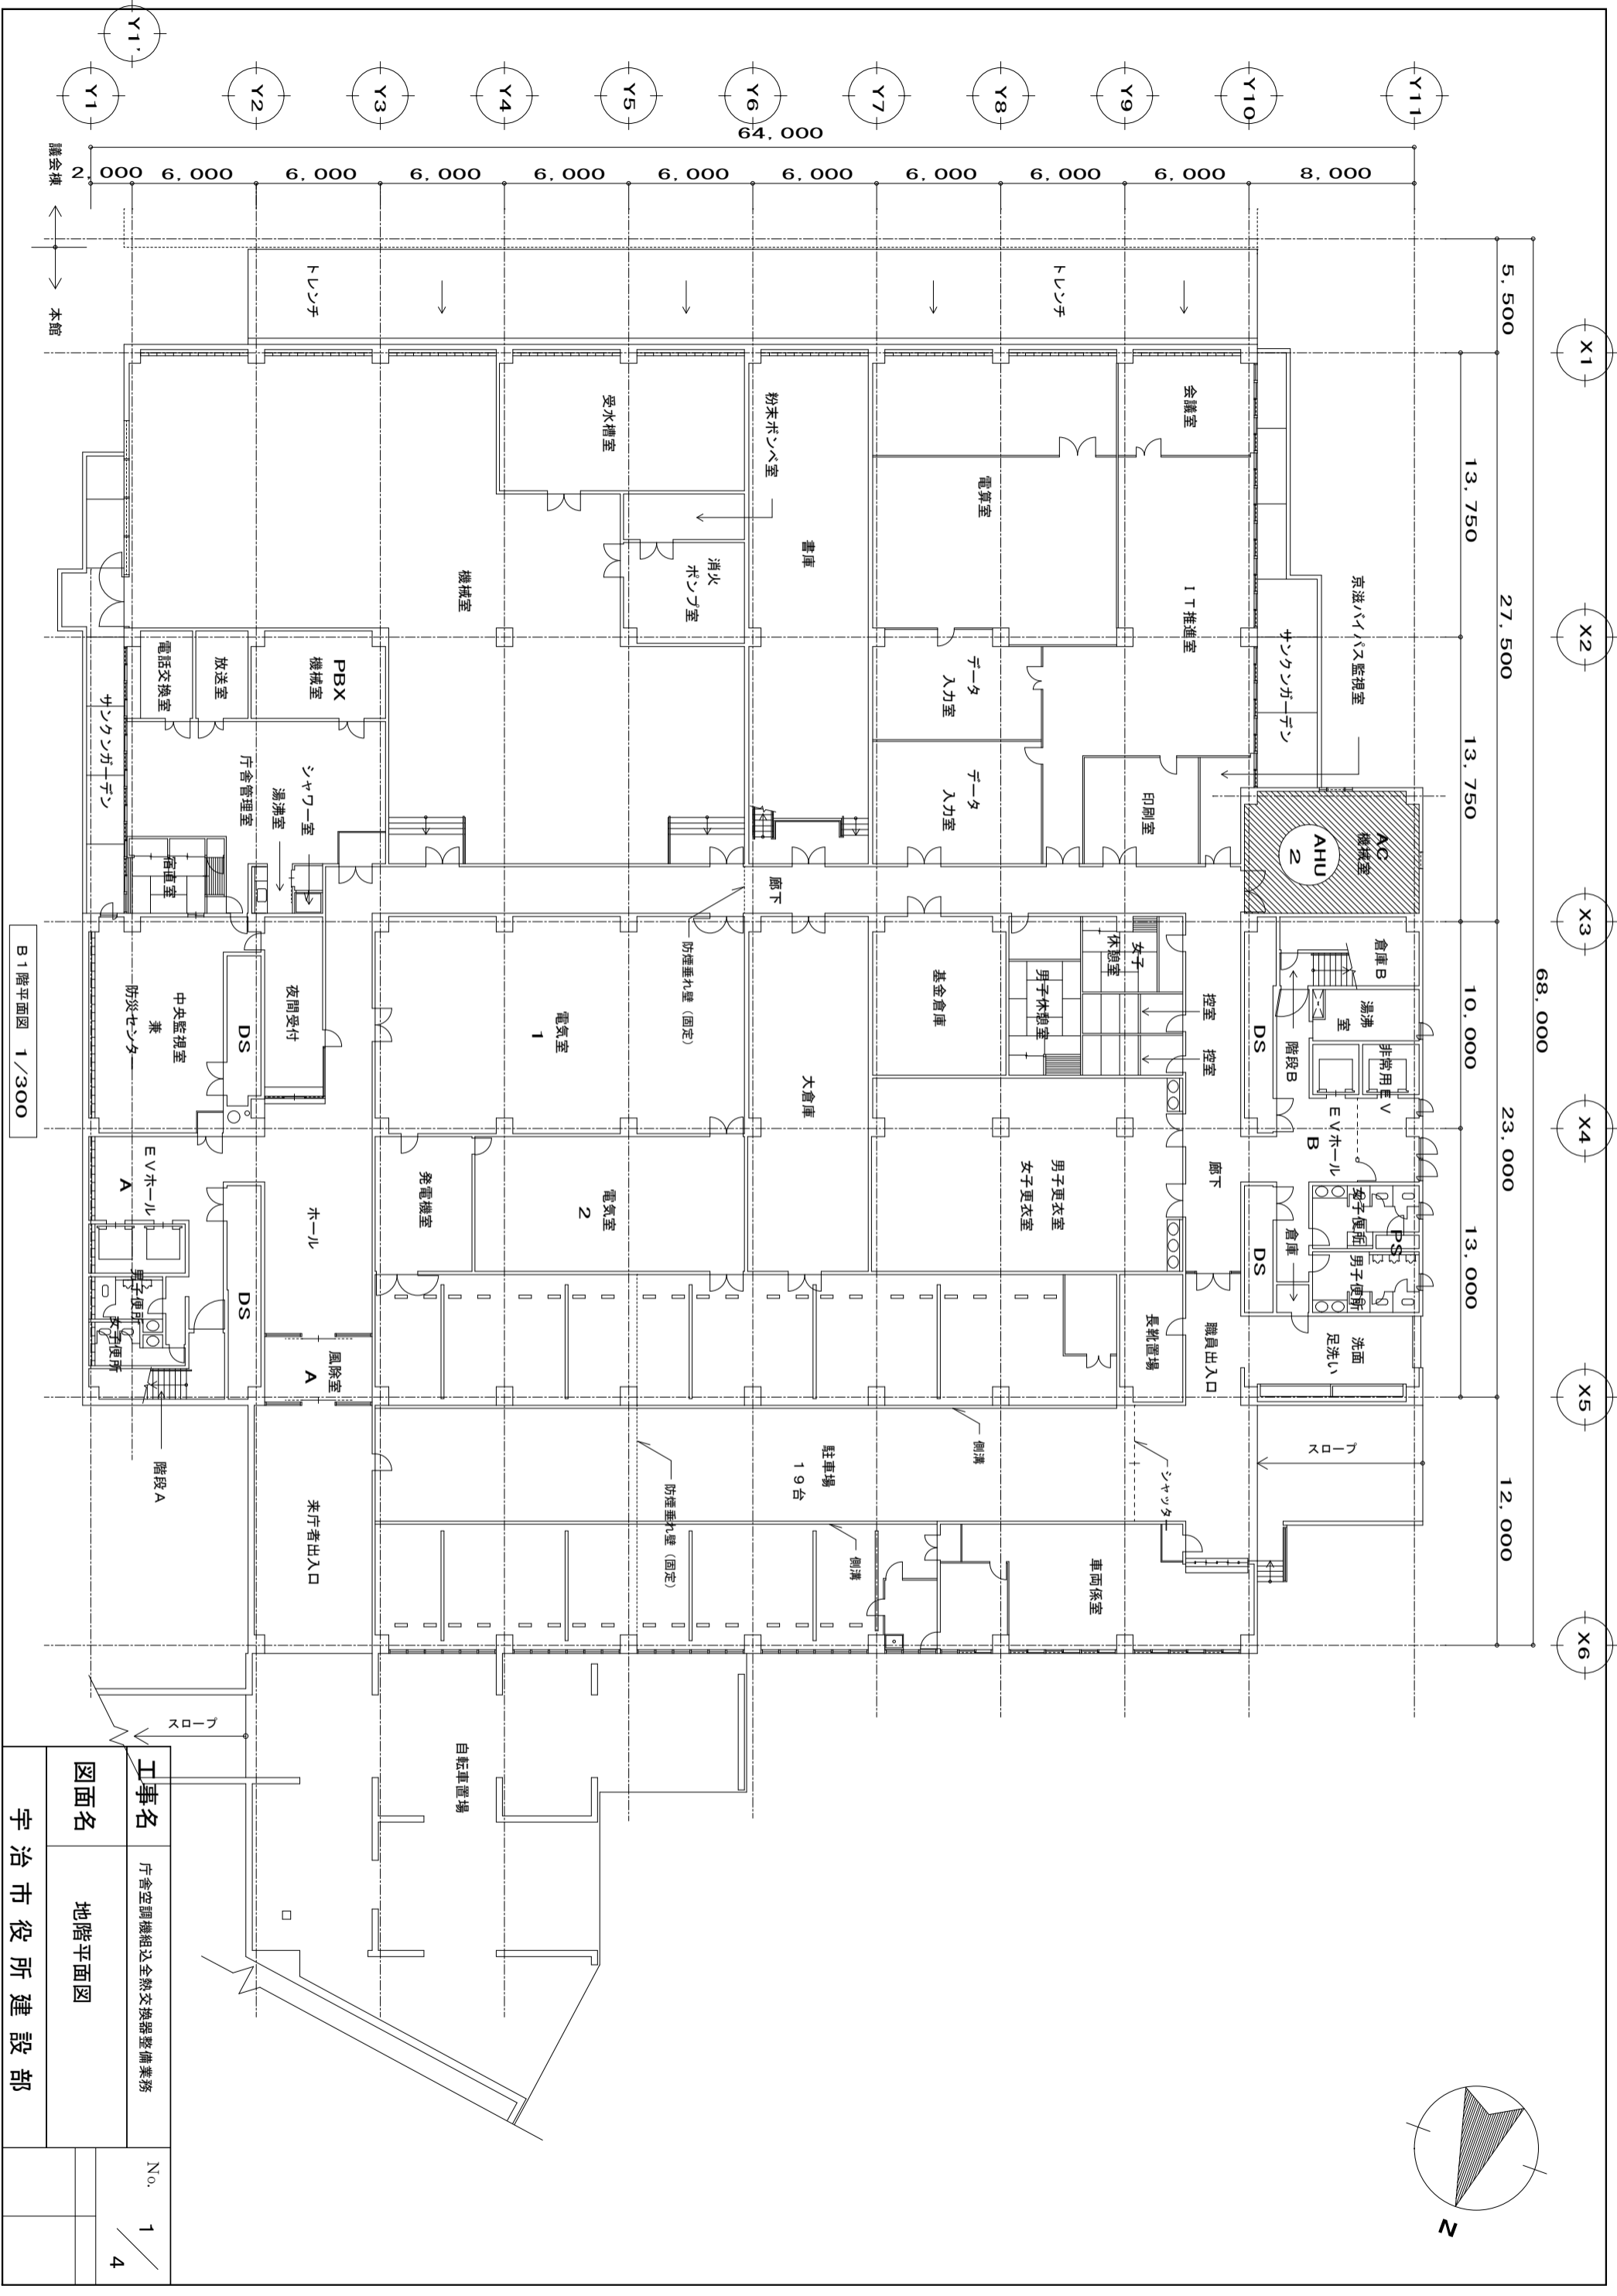 Y1'
Y1
Y2
Y3
Y4
Y5
Y6
Y7
Y8
Y9
Y10
Y11
64,000
2,000
6,000
6,000
6,000
6,000
6,000
6,000
6,000
6,000
6,000
8,000
議会棟
本館
X1
X2
X3
X4
X5
X6
5,500
27,500
23,000
12,000
68,000
13,750
13,750
10,000
13,000
トレンチ
トレンチ
会議室
受水槽室
粉末ボンベ室
電算室
書庫
消火
ポンプ室
機械室
IT推進室
京滋バイパス監視室
サンクンガーデン
データ
入力室
データ
入力室
印刷室
電話交換室
放送室
PBX
機械室
サンクンガーデン
庁舎管理室
湯沸室
シャワー室
宿直室
AC
機械室
AHU
2
廊下
防煙垂れ壁(固定)
倉庫B
湯沸
室
非常用EV
階段B
DS
EVホール
B
女子
休憩室
男子休憩室
控室
控室
基金倉庫
大倉庫
電気室
1
夜間受付
DS
中央監視室
兼
防災センター
EVホール
A
ホール
発電機室
電気室
2
男子更衣室
女子更衣室
廊下
女子便所
PS
男子便所
倉庫
DS
洗面
足洗い
職員出入口
長靴置場
男子便所
女子便所
DS
風除室
A
階段A
来庁者出入口
駐車場
19台
側溝
側溝
防煙垂れ壁(固定)
シャッター
スロープ
車両係室
スロープ
自転車置場
B1階平面図 1/300
工事名
庁舎空調機組込全熱交換器整備業務
図面名
地階平面図
宇治市役所建設部
No.
1/4
N